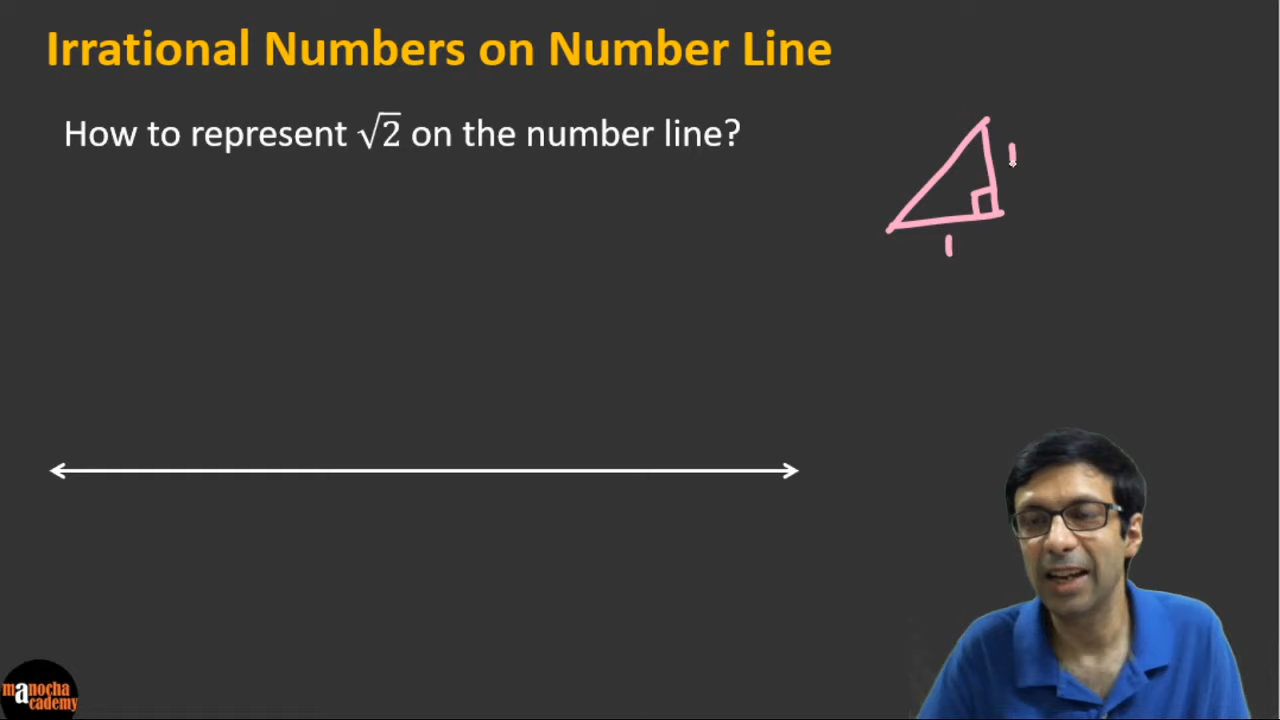 Irrational Numbers on Number Line
How to represent √2 on the number line?
1
1
manocha
academy